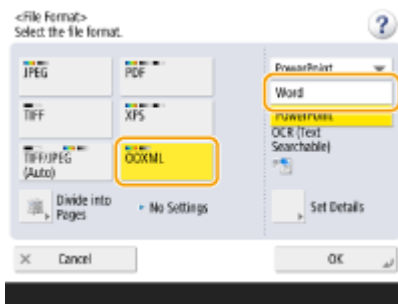 <File Format>
Select the file format.
JPEG
PDF
PowerPoint
Word
TIFF
XPS
PowerPoint
OCR (Text
Searchable)
TIFF/JPEG
(Auto)
OOXML
Divide into
Pages
No Settings
Set Details
Cancel
OK
?